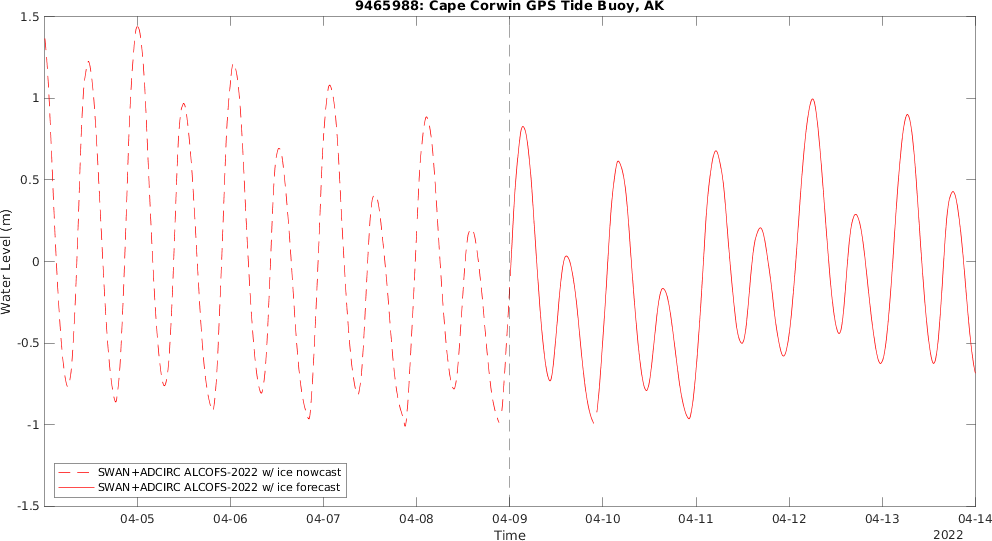 9465988: Cape Corwin GPS Tide Buoy, AK
1.5
1
0.5
0
-0.5
-1
-1.5
Water Level (m)
SWAN+ADCIRC ALCOFS-2022 w/ ice nowcast
SWAN+ADCIRC ALCOFS-2022 w/ ice forecast
04-05 04-06 04-07 04-08 04-09 04-10 04-11 04-12 04-13 04-14
Time
2022